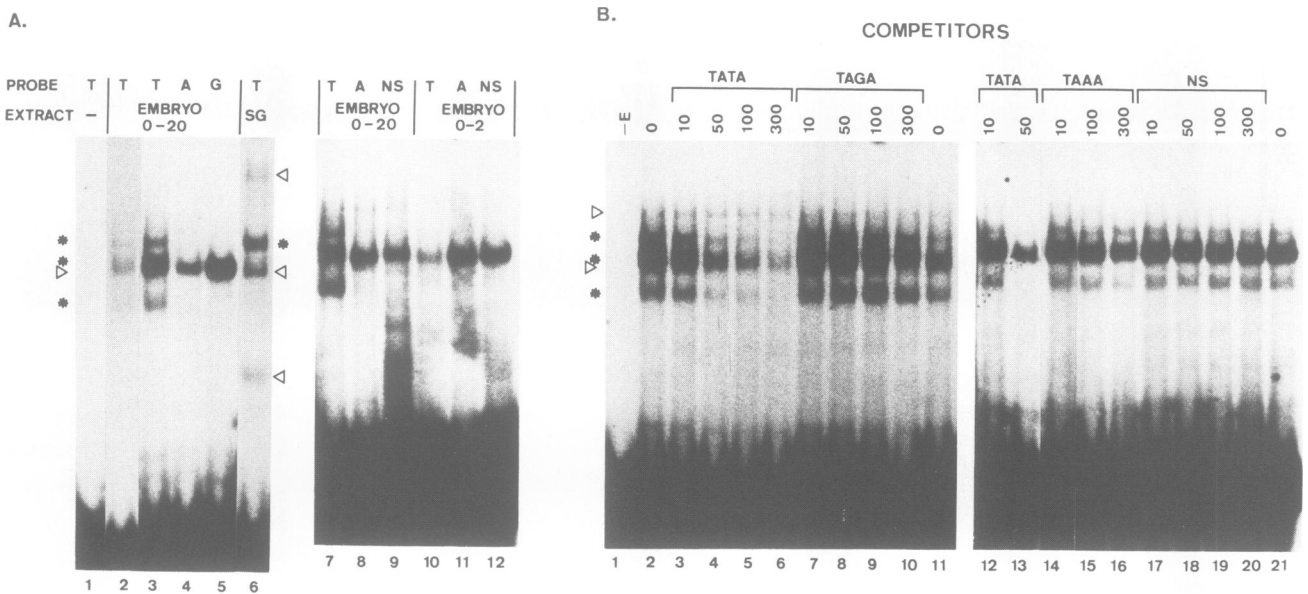 A.
PROBE T T T A G T
EXTRACT – EMBRYO 0–20 SG
T A NS T A NS
EMBRYO 0–20 EMBRYO 0–2
1 2 3 4 5 6
7 8 9 10 11 12
B.
COMPETITORS
TATA TAGA
–E 0 10 50 100 300 10 50 100 300 0
TATA TAAA NS
10 50 10 100 300 10 50 100 300 0
1 2 3 4 5 6 7 8 9 10 11
12 13 14 15 16 17 18 19 20 21